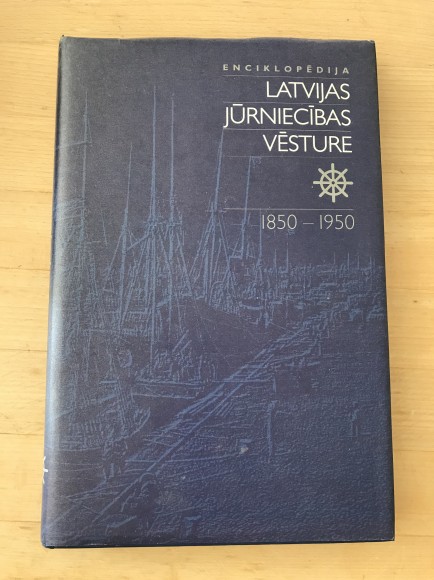 ENCIKLOPĒDIJA
LATVIJAS
JŪRNIECĪBAS
VĒSTURE
1850 – 1950